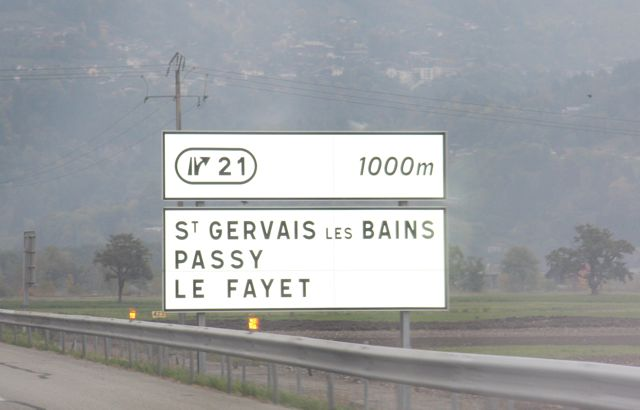 21 1000m
ST GERVAIS LES BAINS
PASSY
LE FAYET